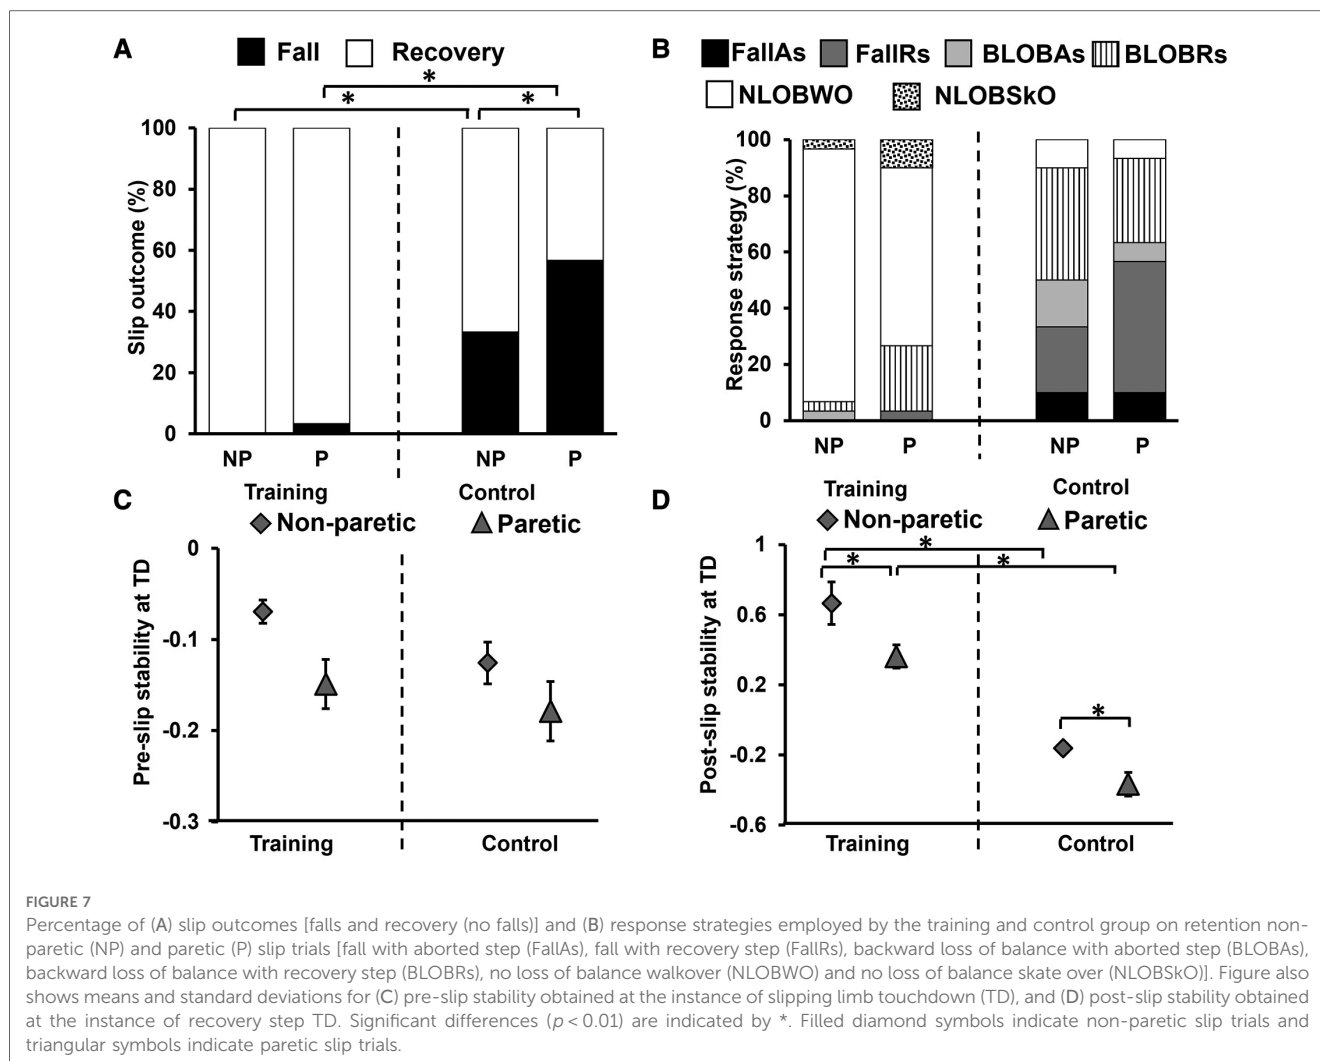 A
Fall
Recovery
*
*
*
Slip outcome (%)
100
80
60
40
20
0
NP
P
NP
P
Training
Control
B
FallAs
FallRs
BLOBAs
BLOBRs
NLOBWO
NLOBSkO
Response strategy (%)
100
80
60
40
20
0
NP
P
NP
P
Training
Control
C
Non-paretic
Paretic
Pre-slip stability at TD
0
-0.1
-0.2
-0.3
Training
Control
D
Non-paretic
Paretic
*
*
*
*
Post-slip stability at TD
1
0.6
0.2
-0.2
-0.6
Training
Control
FIGURE 7
Percentage of (A) slip outcomes [falls and recovery (no falls)] and (B) response strategies employed by the training and control group on retention non-
paretic (NP) and paretic (P) slip trials [fall with aborted step (FallAs), fall with recovery step (FallRs), backward loss of balance with aborted step (BLOBAs),
backward loss of balance with recovery step (BLOBRs), no loss of balance walkover (NLOBWO) and no loss of balance skate over (NLOBSkO)]. Figure also
shows means and standard deviations for (C) pre-slip stability obtained at the instance of slipping limb touchdown (TD), and (D) post-slip stability obtained
at the instance of recovery step TD. Significant differences (p < 0.01) are indicated by *. Filled diamond symbols indicate non-paretic slip trials and
triangular symbols indicate paretic slip trials.